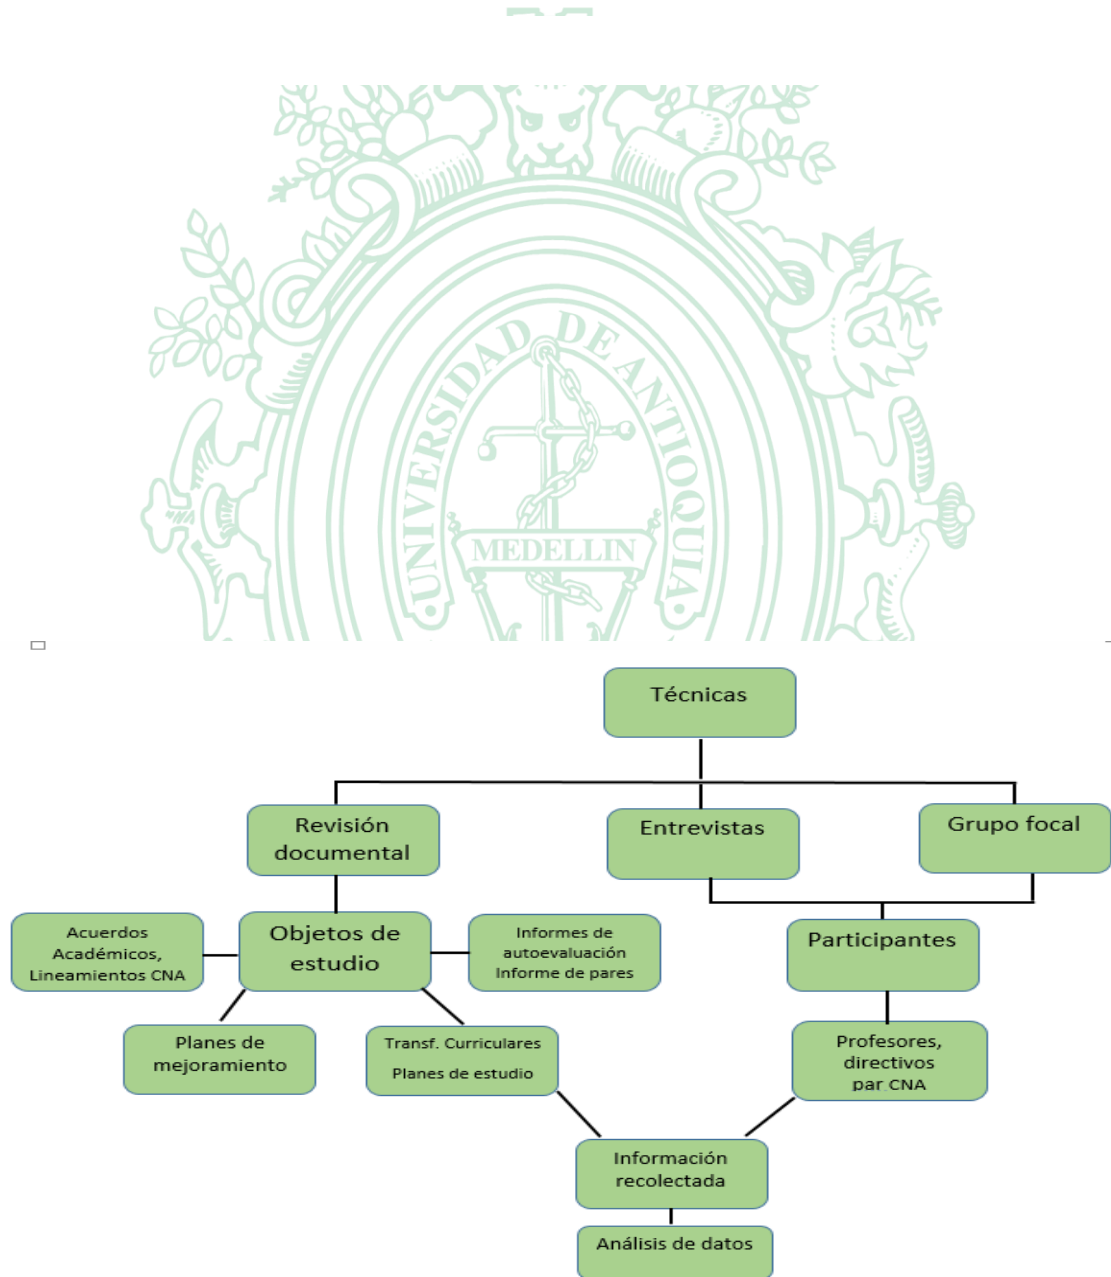 UNIVERSIDAD DE ANTIOQUIA
MEDELLIN
Técnicas
Revisión
documental
Entrevistas
Grupo focal
Acuerdos
Académicos,
Lineamientos CNA
Objetos de
estudio
Informes de
autoevaluación
Informe de pares
Participantes
Planes de
mejoramiento
Transf. Curriculares
Planes de estudio
Profesores,
directivos
par CNA
Información
recolectada
Análisis de datos